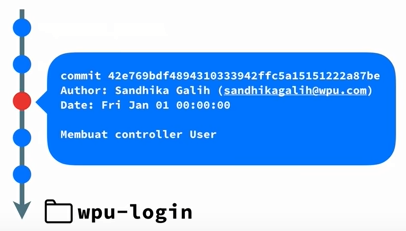 commit 42e769bdf4894310333942ffc5a15151222a87be
Author: Sandhika Galih (sandhikagalih@wpu.com)
Date: Fri Jan 01 00:00:00
Membuat controller User
wpu-login